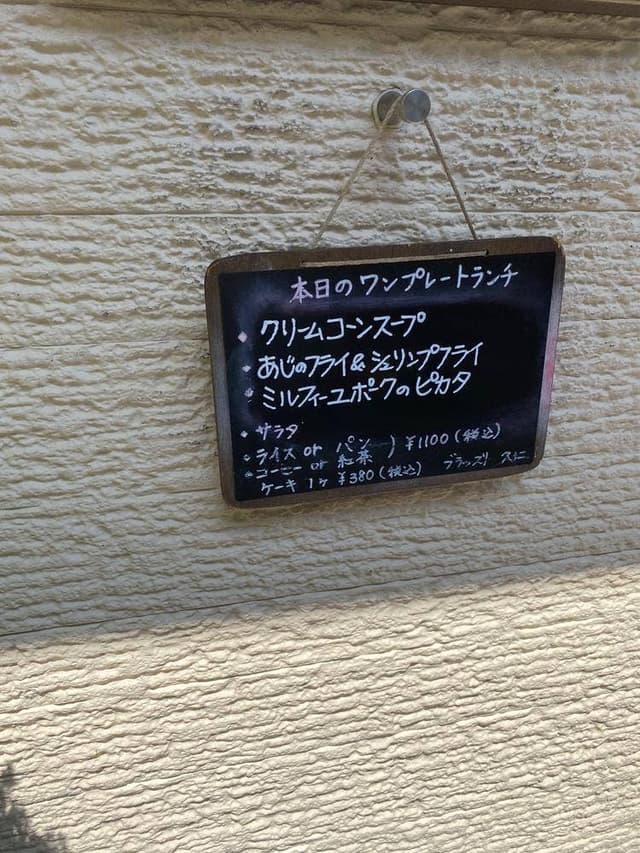 本日のワンプレートランチ
クリームコーンスープ
あじのフライ&シュリンプフライ
ミルフィーユポークのピカタ
サラダ
ライス or パン
コーヒー or 紅茶 ) ¥1100(税込)
ケーキ 1ヶ ¥380(税込)